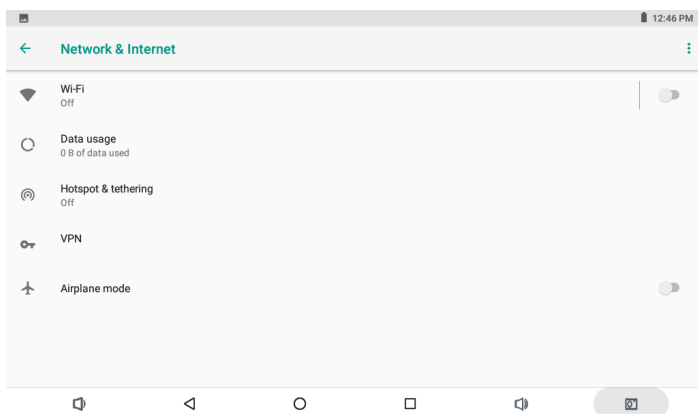 12:46 PM
Network & Internet
Wi-Fi
Off
Data usage
0 B of data used
Hotspot & tethering
Off
VPN
Airplane mode